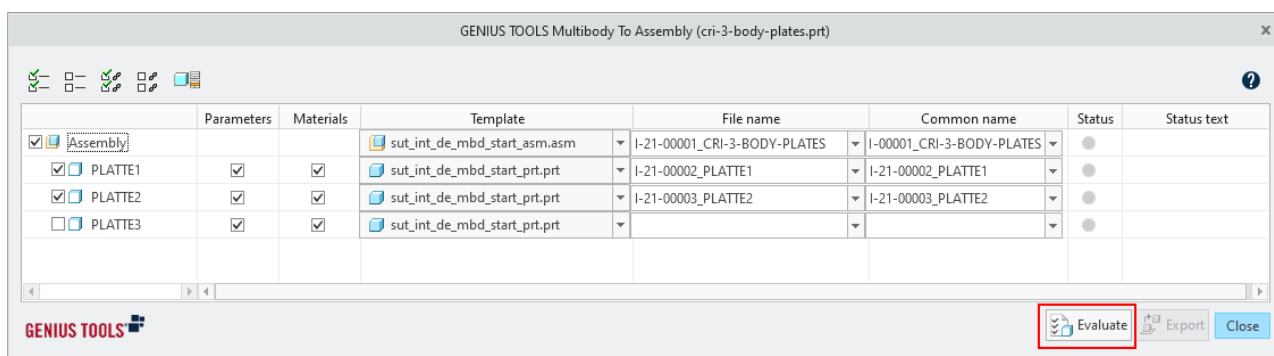 GENIUS TOOLS Multibody To Assembly (cri-3-body-plates.prt) x
?
Parameters Materials Template File name Common name Status Status text
Assembly sut_int_de_mbd_start_asm.asm I-21-00001_CRI-3-BODY-PLATES I-00001_CRI-3-BODY-PLATES
PLATTE1 sut_int_de_mbd_start_prt.prt I-21-00002_PLATTE1 I-21-00002_PLATTE1
PLATTE2 sut_int_de_mbd_start_prt.prt I-21-00003_PLATTE2 I-21-00003_PLATTE2
PLATTE3 sut_int_de_mbd_start_prt.prt
GENIUS TOOLS Evaluate Export Close